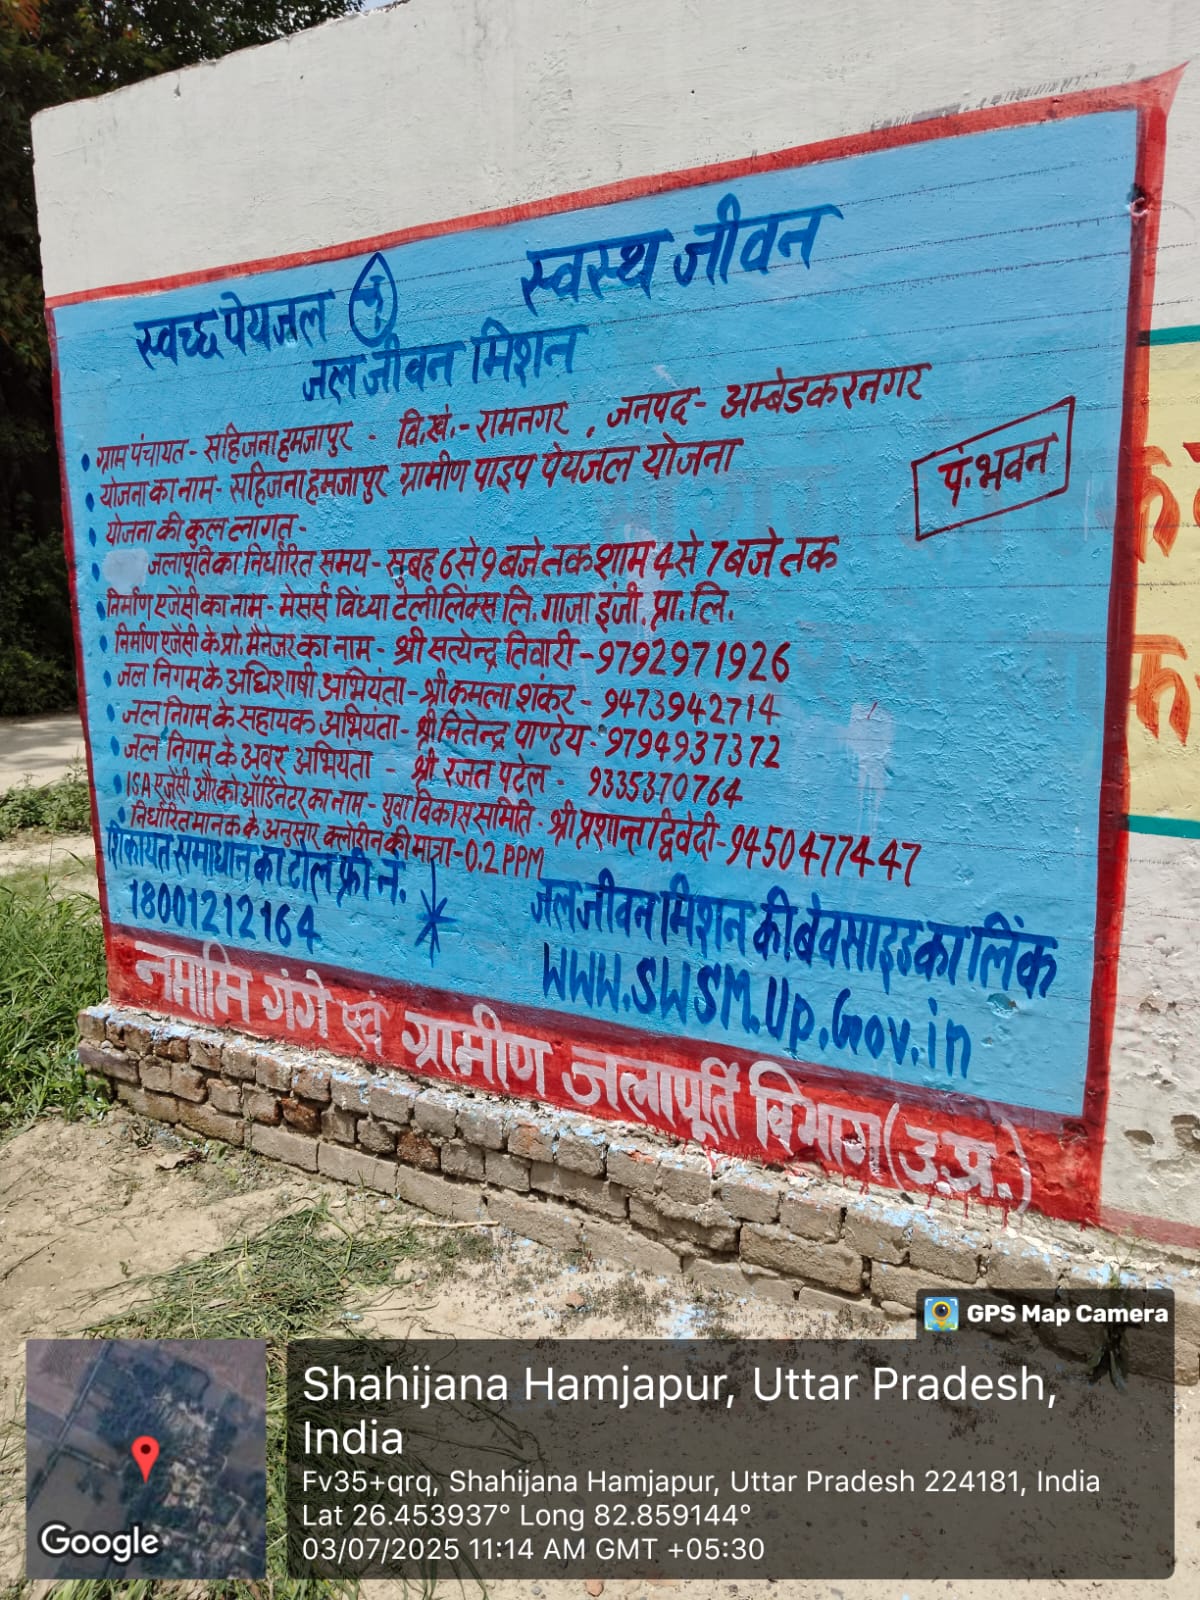 स्वच्छ पेयजल
स्वस्थ जीवन
जल जीवन मिशन
• ग्राम पंचायत - सहिजना हमजापुर - वि.खं.- रामनगर , जनपद - अम्बेडकरनगर
• योजना का नाम - सहिजना हमजापुर ग्रामीण पाइप पेयजल योजना
पं. भवन
• योजना की कुल लागत -
• जलापूर्ति का निर्धारित समय - सुबह 6 से 9 बजे तक शाम 4 से 7 बजे तक
• निर्माण एजेंसी का नाम - मेसर्स विंध्या टेलीलिंक्स लि. गाजा इंजी. प्रा. लि.
• निर्माण एजेंसी के प्रो. मैनेजर का नाम - श्री सत्येन्द्र तिवारी - 9792971926
• जल निगम के अधिशाषी अभियंता - श्री कमला शंकर - 9473942714
• जल निगम के सहायक अभियंता - श्री नितेन्द्र पाण्डेय - 9794937372
• जल निगम के अवर अभियंता - श्री रजत पटेल - 9335370764
• ISA एजेंसी और को ऑर्डिनेटर का नाम - युवा विकास समिति - श्री प्रशान्त द्विवेदी - 9450477447
• निर्धारित मानक के अनुसार क्लोरीन की मात्रा - 0.2 PPM
शिकायत समाधान का टोल फ्री नं.
18001212164
जल जीवन मिशन की बेवसाइड का लिंक
WWW.SWSM.Up.Gov.in
नमामि गंगे एवं ग्रामीण जलापूर्ति विभाग (उ.प्र.)
GPS Map Camera
Shahijana Hamjapur, Uttar Pradesh,
India
Fv35+qrq, Shahijana Hamjapur, Uttar Pradesh 224181, India
Lat 26.453937° Long 82.859144°
03/07/2025 11:14 AM GMT +05:30
Google